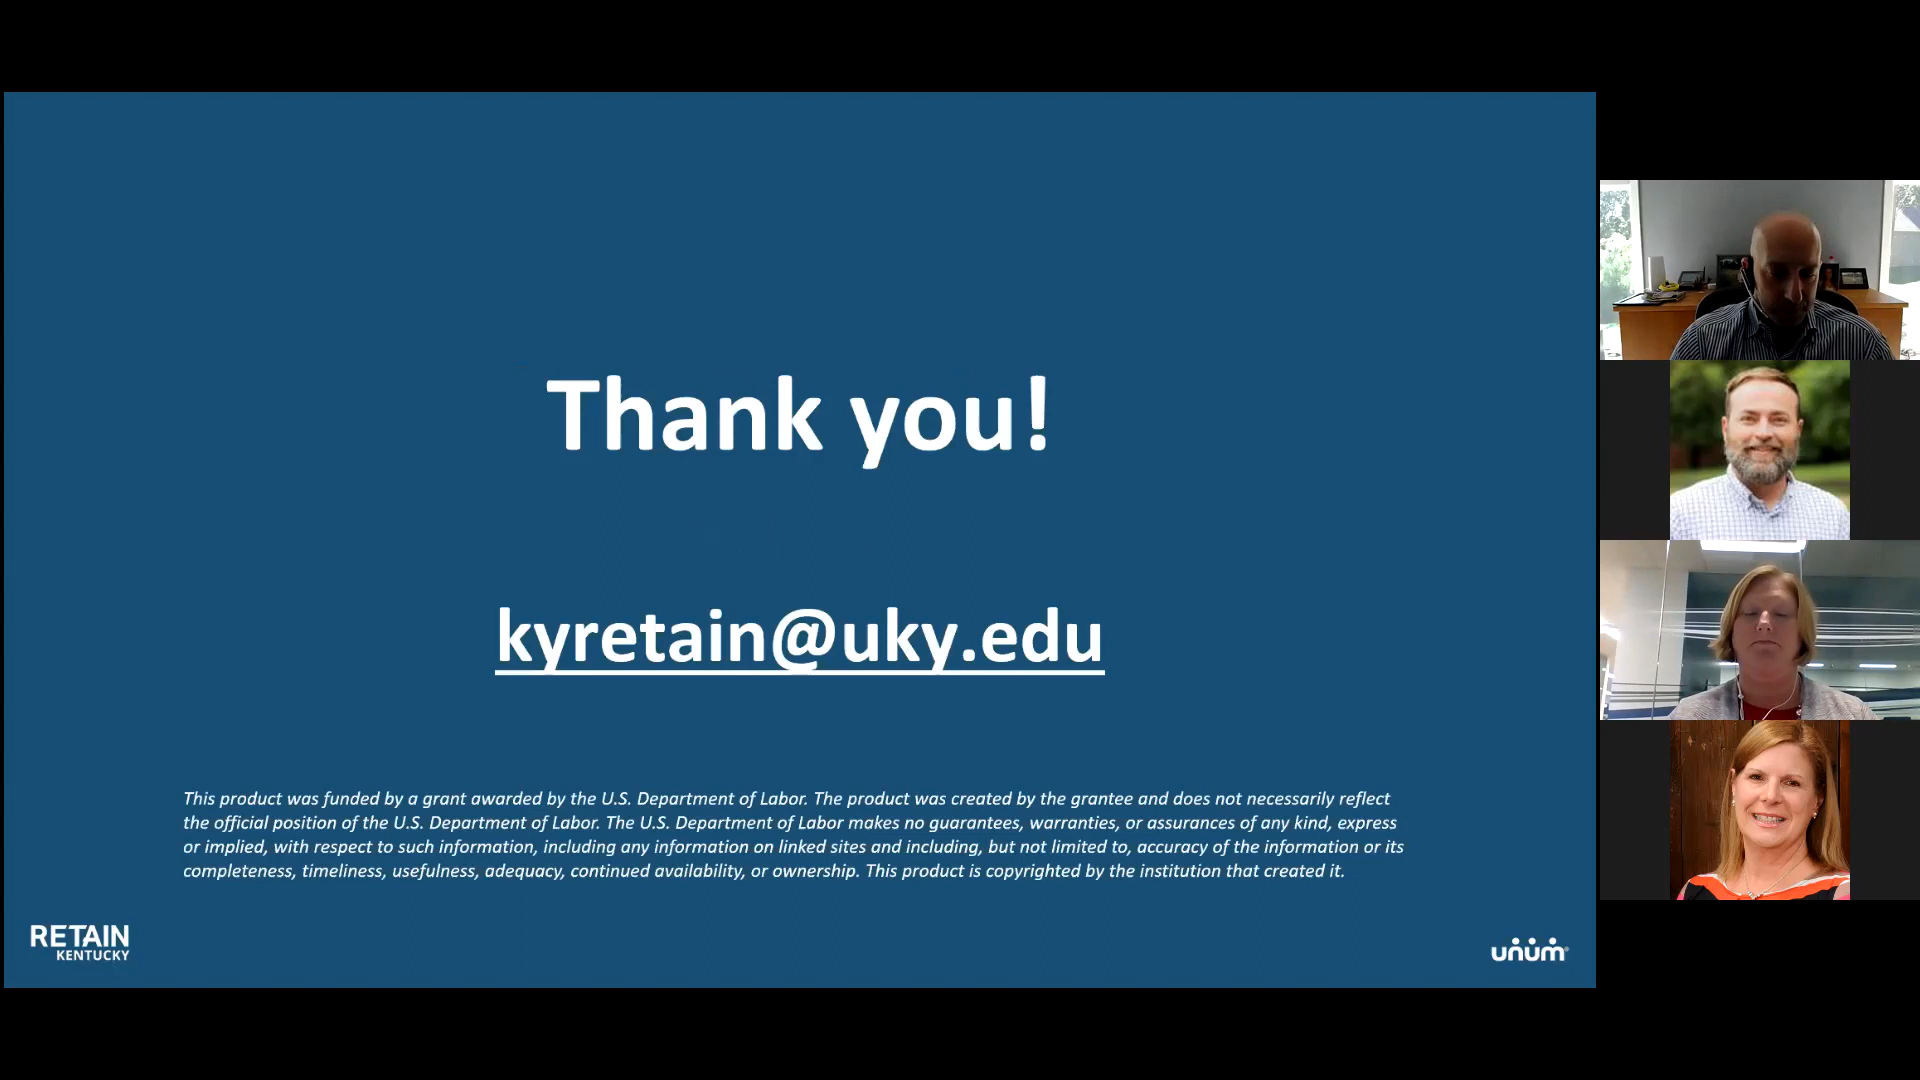 Thank you!
kyretain@uky.edu
This product was funded by a grant awarded by the U.S. Department of Labor. The product was created by the grantee and does not necessarily reflect
the official position of the U.S. Department of Labor. The U.S. Department of Labor makes no guarantees, warranties, or assurances of any kind, express
or implied, with respect to such information, including any information on linked sites and including, but not limited to, accuracy of the information or its
completeness, timeliness, usefulness, adequacy, continued availability, or ownership. This product is copyrighted by the institution that created it.
RETAIN
KENTUCKY
unum